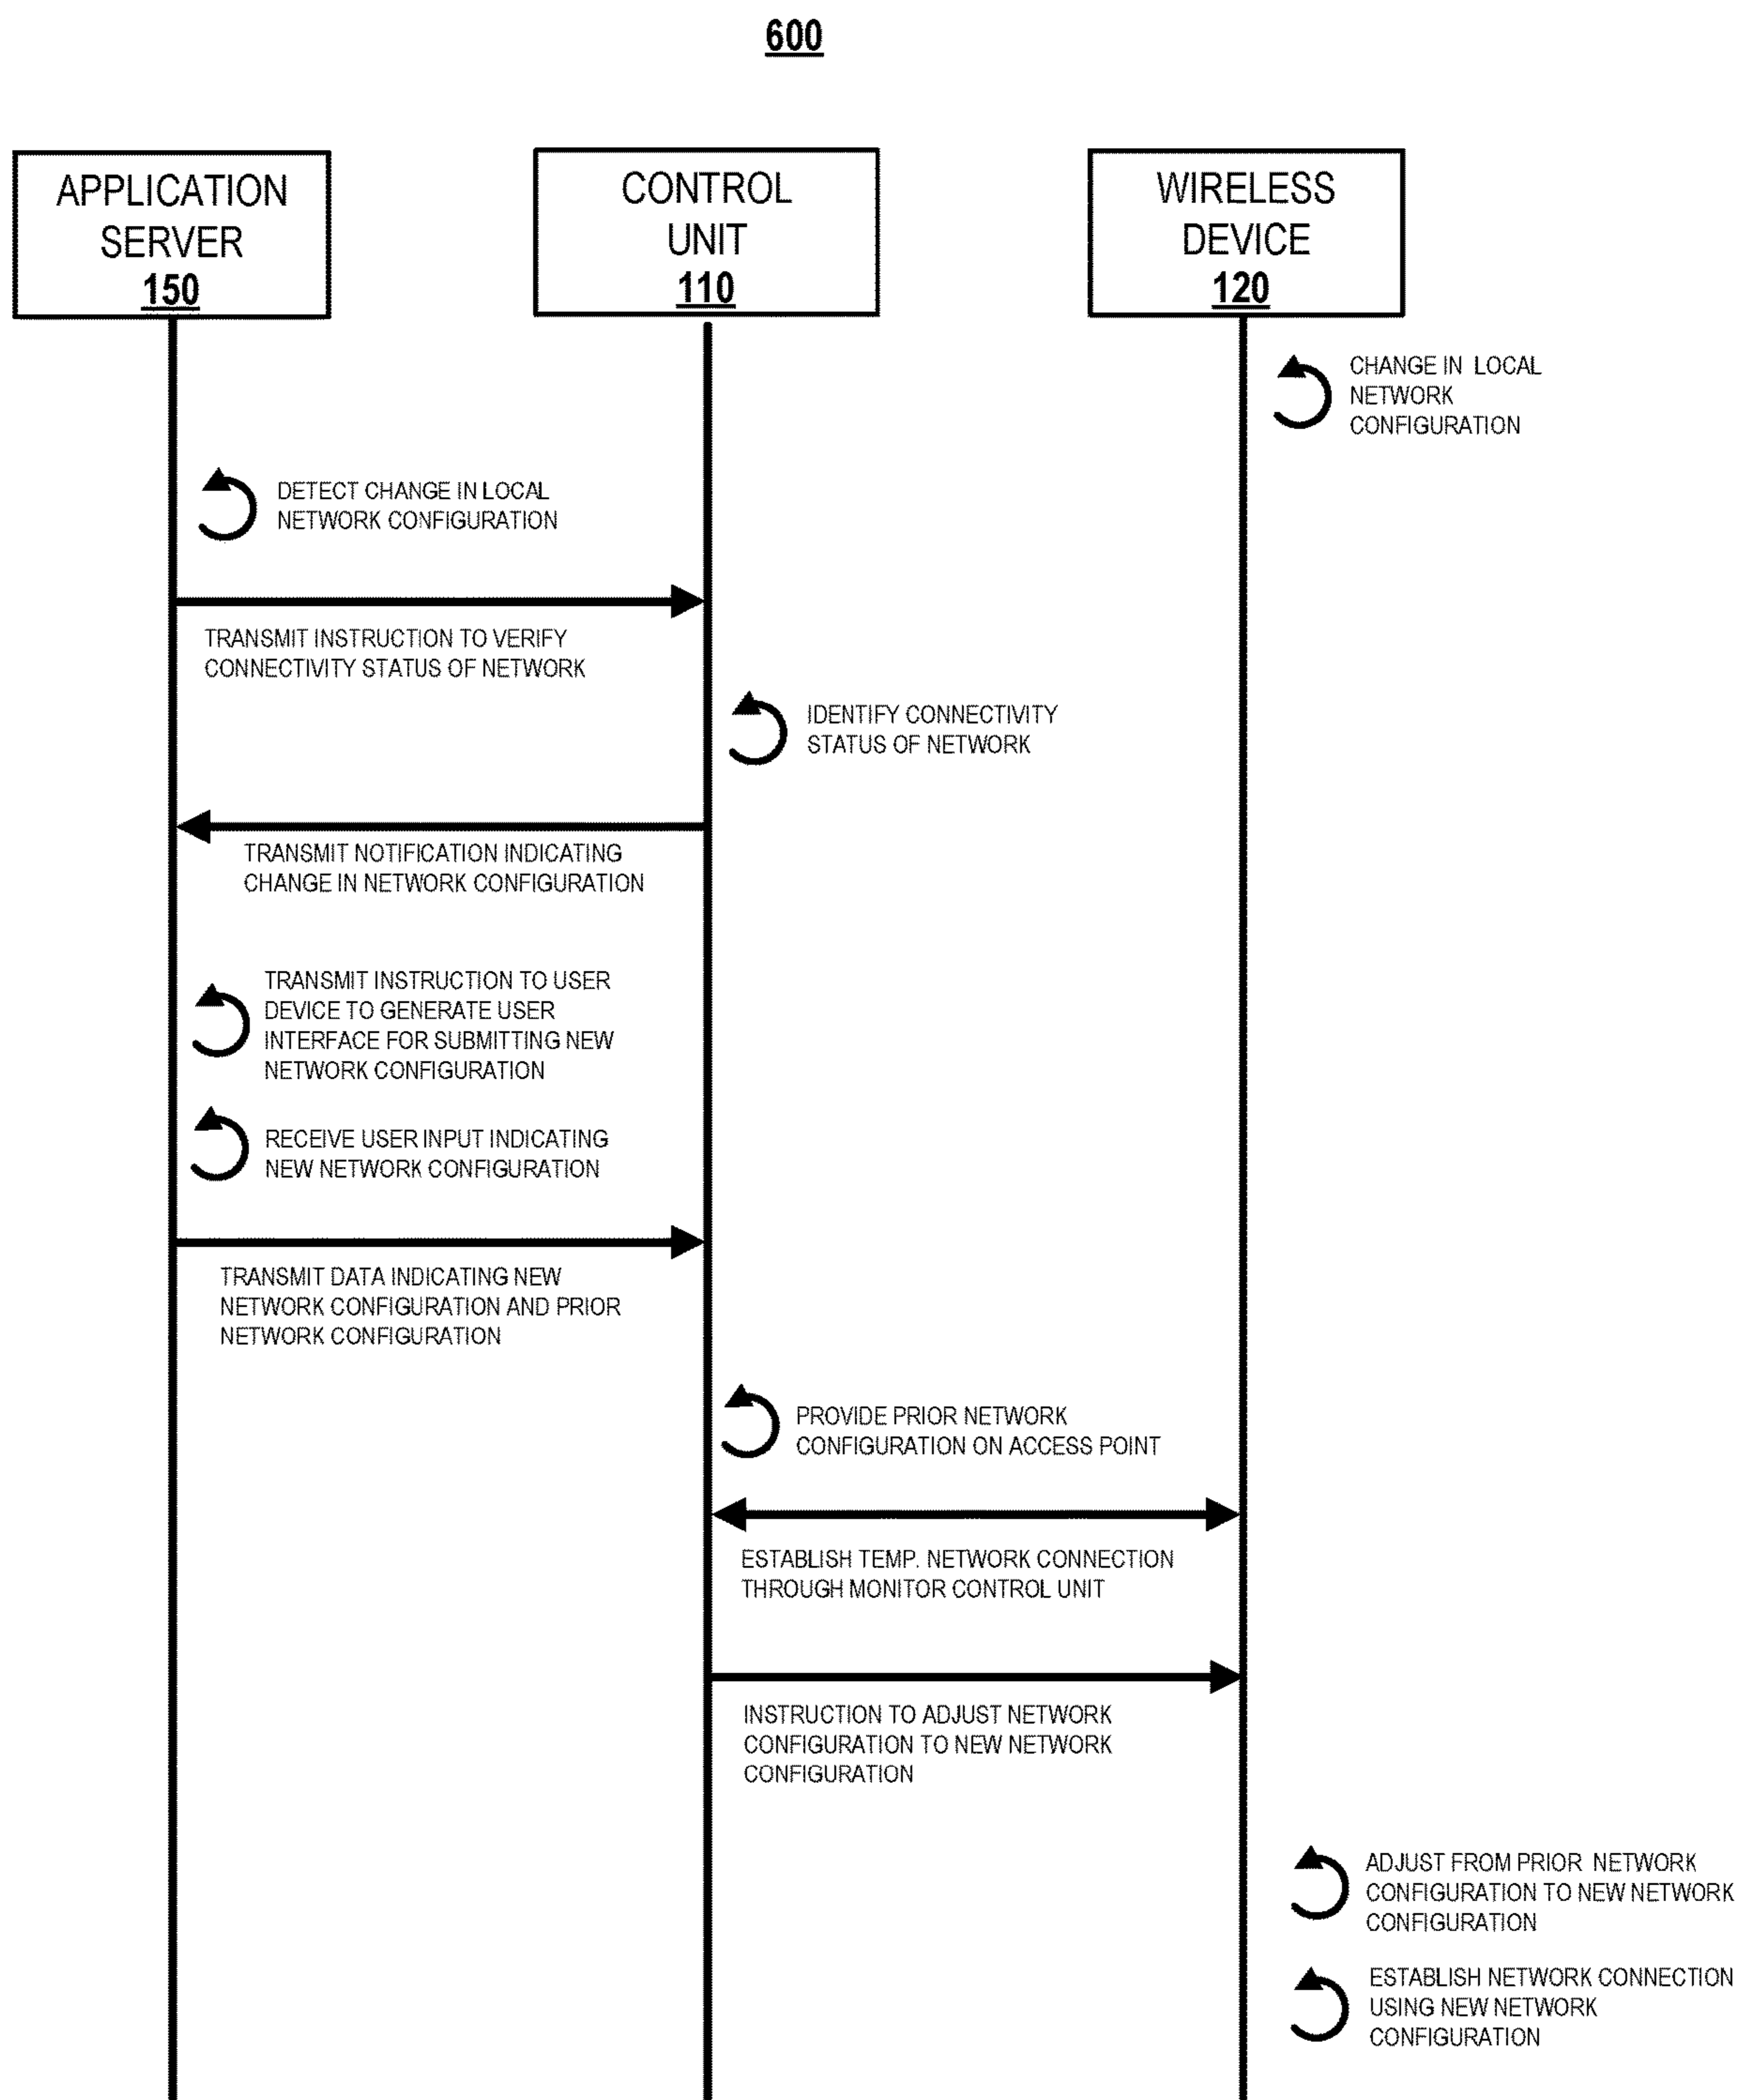 600
APPLICATION
SERVER
150
CONTROL
UNIT
110
WIRELESS
DEVICE
120
CHANGE IN LOCAL
NETWORK
CONFIGURATION
DETECT CHANGE IN LOCAL
NETWORK CONFIGURATION
TRANSMIT INSTRUCTION TO VERIFY
CONNECTIVITY STATUS OF NETWORK
IDENTIFY CONNECTIVITY
STATUS OF NETWORK
TRANSMIT NOTIFICATION INDICATING
CHANGE IN NETWORK CONFIGURATION
TRANSMIT INSTRUCTION TO USER
DEVICE TO GENERATE USER
INTERFACE FOR SUBMITTING NEW
NETWORK CONFIGURATION
RECEIVE USER INPUT INDICATING
NEW NETWORK CONFIGURATION
TRANSMIT DATA INDICATING NEW
NETWORK CONFIGURATION AND PRIOR
NETWORK CONFIGURATION
PROVIDE PRIOR NETWORK
CONFIGURATION ON ACCESS POINT
ESTABLISH TEMP. NETWORK CONNECTION
THROUGH MONITOR CONTROL UNIT
INSTRUCTION TO ADJUST NETWORK
CONFIGURATION TO NEW NETWORK
CONFIGURATION
ADJUST FROM PRIOR NETWORK
CONFIGURATION TO NEW NETWORK
CONFIGURATION
ESTABLISH NETWORK CONNECTION
USING NEW NETWORK
CONFIGURATION